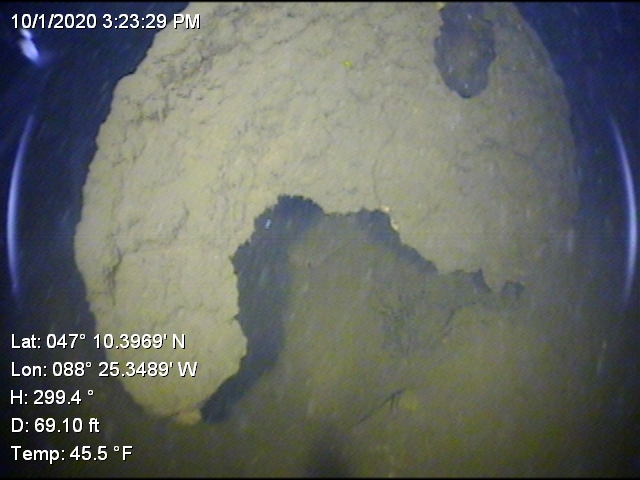 10/1/2020 3:23:29 PM
Lat: 047° 10.3969' N
Lon: 088° 25.3489' W
H: 299.4 °
D: 69.10 ft
Temp: 45.5 °F